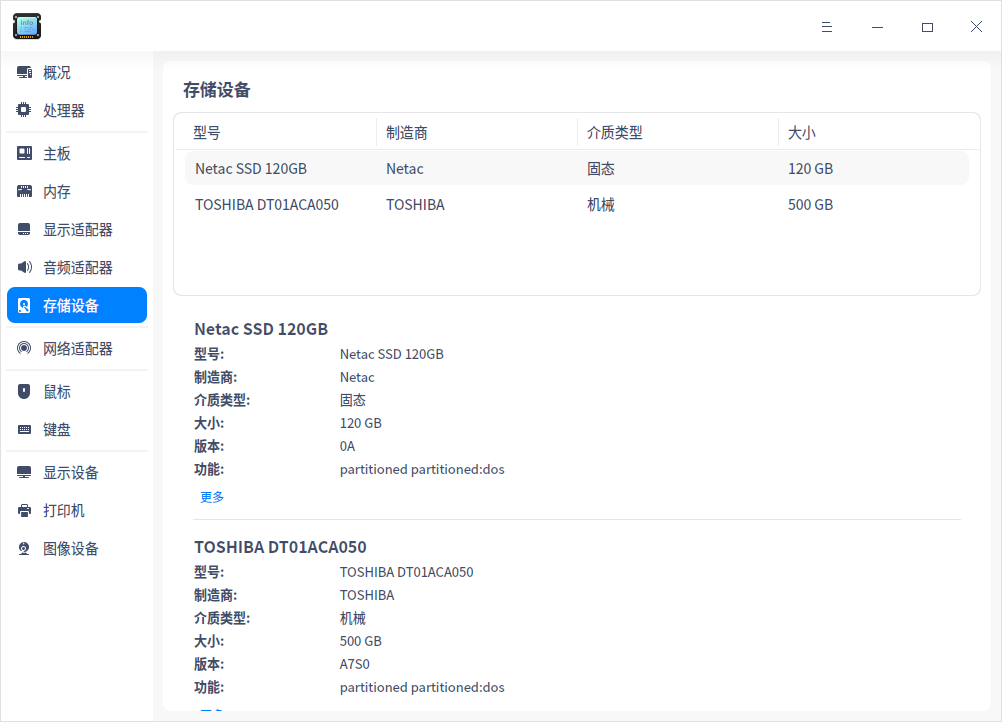 info
概况
处理器
主板
内存
显示适配器
音频适配器
存储设备
网络适配器
鼠标
键盘
显示设备
打印机
图像设备
存储设备
型号 制造商 介质类型 大小
Netac SSD 120GB Netac 固态 120 GB
TOSHIBA DT01ACA050 TOSHIBA 机械 500 GB
Netac SSD 120GB
型号: Netac SSD 120GB
制造商: Netac
介质类型: 固态
大小: 120 GB
版本: 0A
功能: partitioned partitioned:dos
更多
TOSHIBA DT01ACA050
型号: TOSHIBA DT01ACA050
制造商: TOSHIBA
介质类型: 机械
大小: 500 GB
版本: A7S0
功能: partitioned partitioned:dos